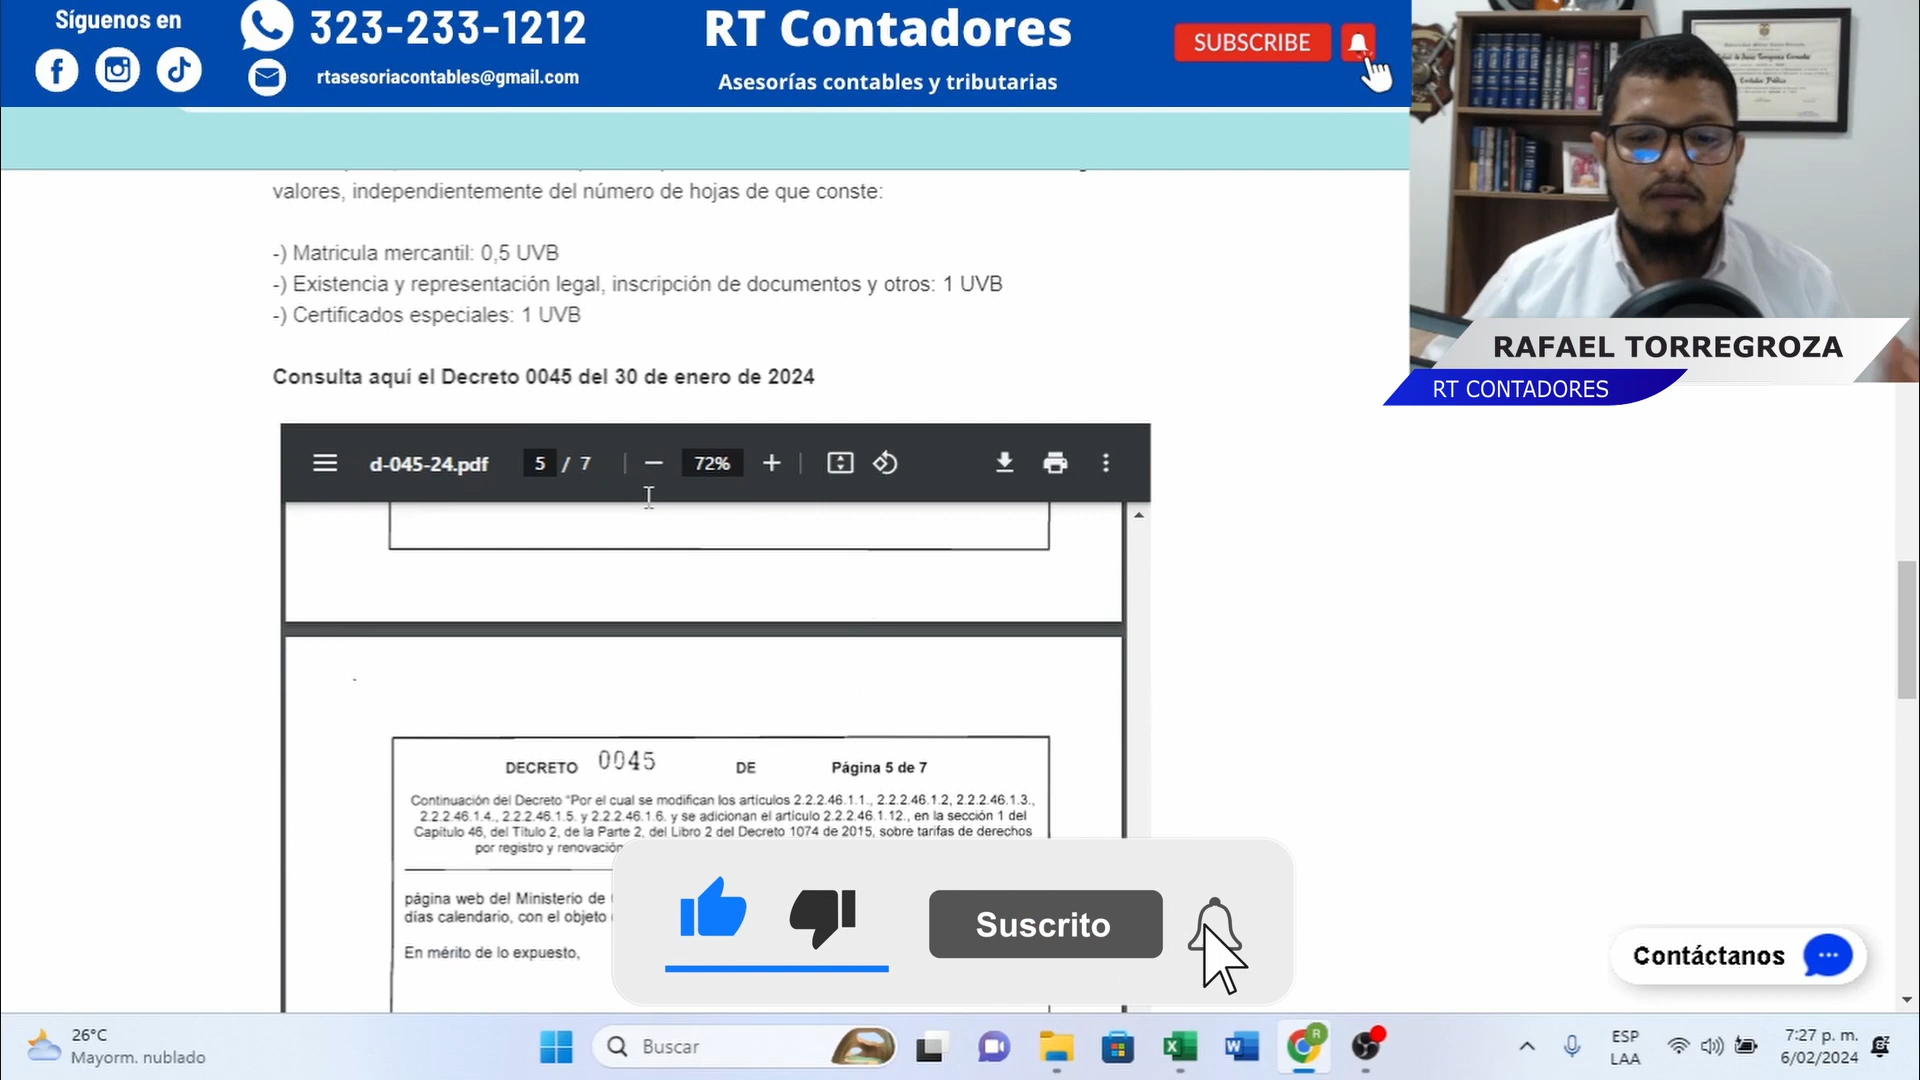 Síguenos en
323-233-1212
rtasesoriacontables@gmail.com
RT Contadores
Asesorías contables y tributarias
SUBSCRIBE
valores, independientemente del número de hojas de que conste:
-) Matricula mercantil: 0,5 UVB
-) Existencia y representación legal, inscripción de documentos y otros: 1 UVB
-) Certificados especiales: 1 UVB
Consulta aquí el Decreto 0045 del 30 de enero de 2024
RAFAEL TORREGROZA
RT CONTADORES
d-045-24.pdf
5 / 7
72%
DECRETO 0045 DE Página 5 de 7
Continuación del Decreto "Por el cual se modifican los artículos 2.2.2.46.1.1., 2.2.2.46.1.2, 2.2.2.46.1.3.,
2.2.2.46.1.4., 2.2.2.46.1.5. y 2.2.2.46.1.6. y se adicionan el artículo 2.2.2.46.1.12., en la sección 1 del
Capítulo 46, del Título 2, de la Parte 2, del Libro 2 del Decreto 1074 de 2015, sobre tarifas de derechos
por registro y renovación
página web del Ministerio de
días calendario, con el objeto
En mérito de lo expuesto,
Suscrito
Contáctanos
26°C
Mayorm. nublado
Buscar
ESP
LAA
7:27 p. m.
6/02/2024